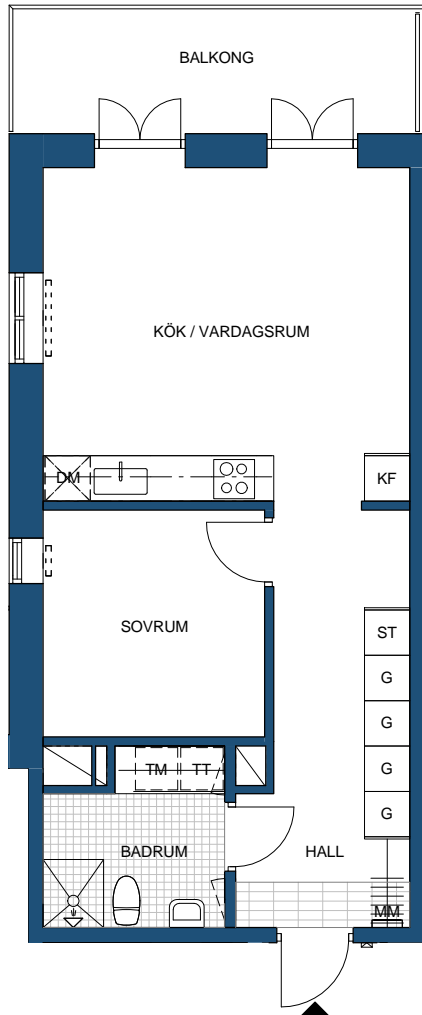 BALKONG
KÖK / VARDAGSRUM
DM
KF
SOVRUM
ST
G
G
G
G
TM
TT
BADRUM
HALL
MM